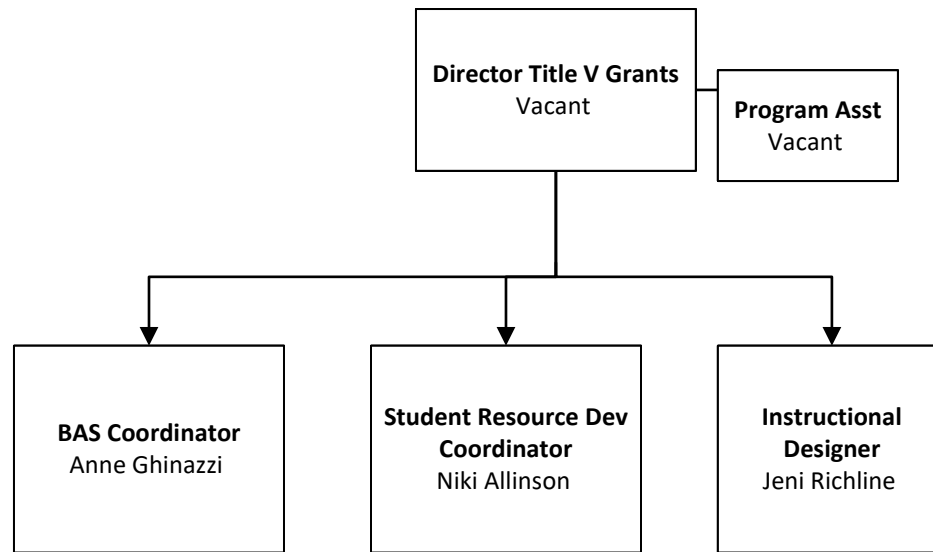 Director Title V Grants
Vacant
Program Asst
Vacant
BAS Coordinator
Anne Ghinazzi
Student Resource Dev
Coordinator
Niki Allinson
Instructional
Designer
Jeni Richline